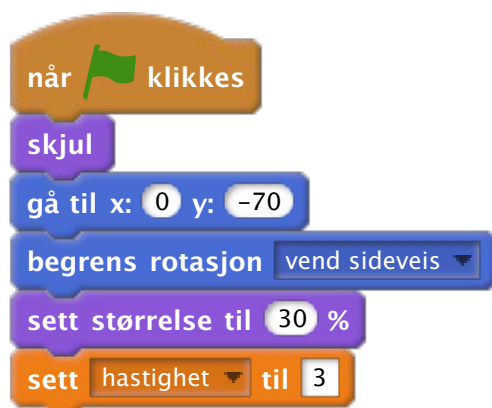 når klikkes
skjul
gå til x: 0 y: -70
begrens rotasjon vend sideveis
sett størrelse til 30 %
sett hastighet til 3